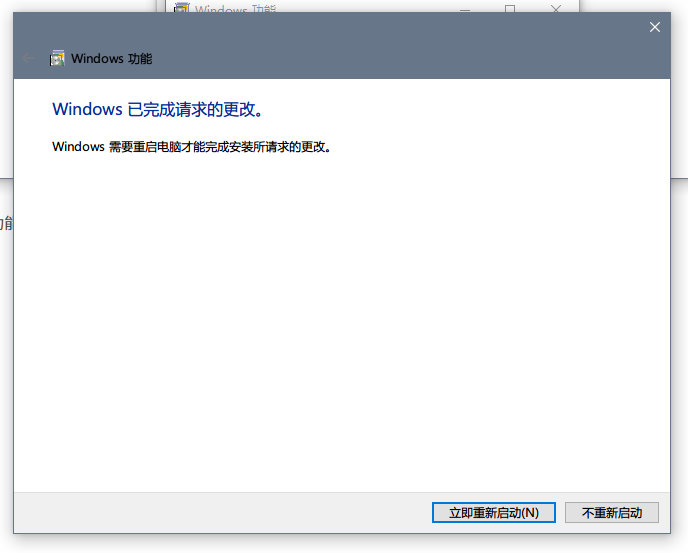 Windows 功能
Windows 功能
Windows 已完成请求的更改。
Windows 需要重启电脑才能完成安装所请求的更改。
功能
立即重新启动(N)
不重新启动